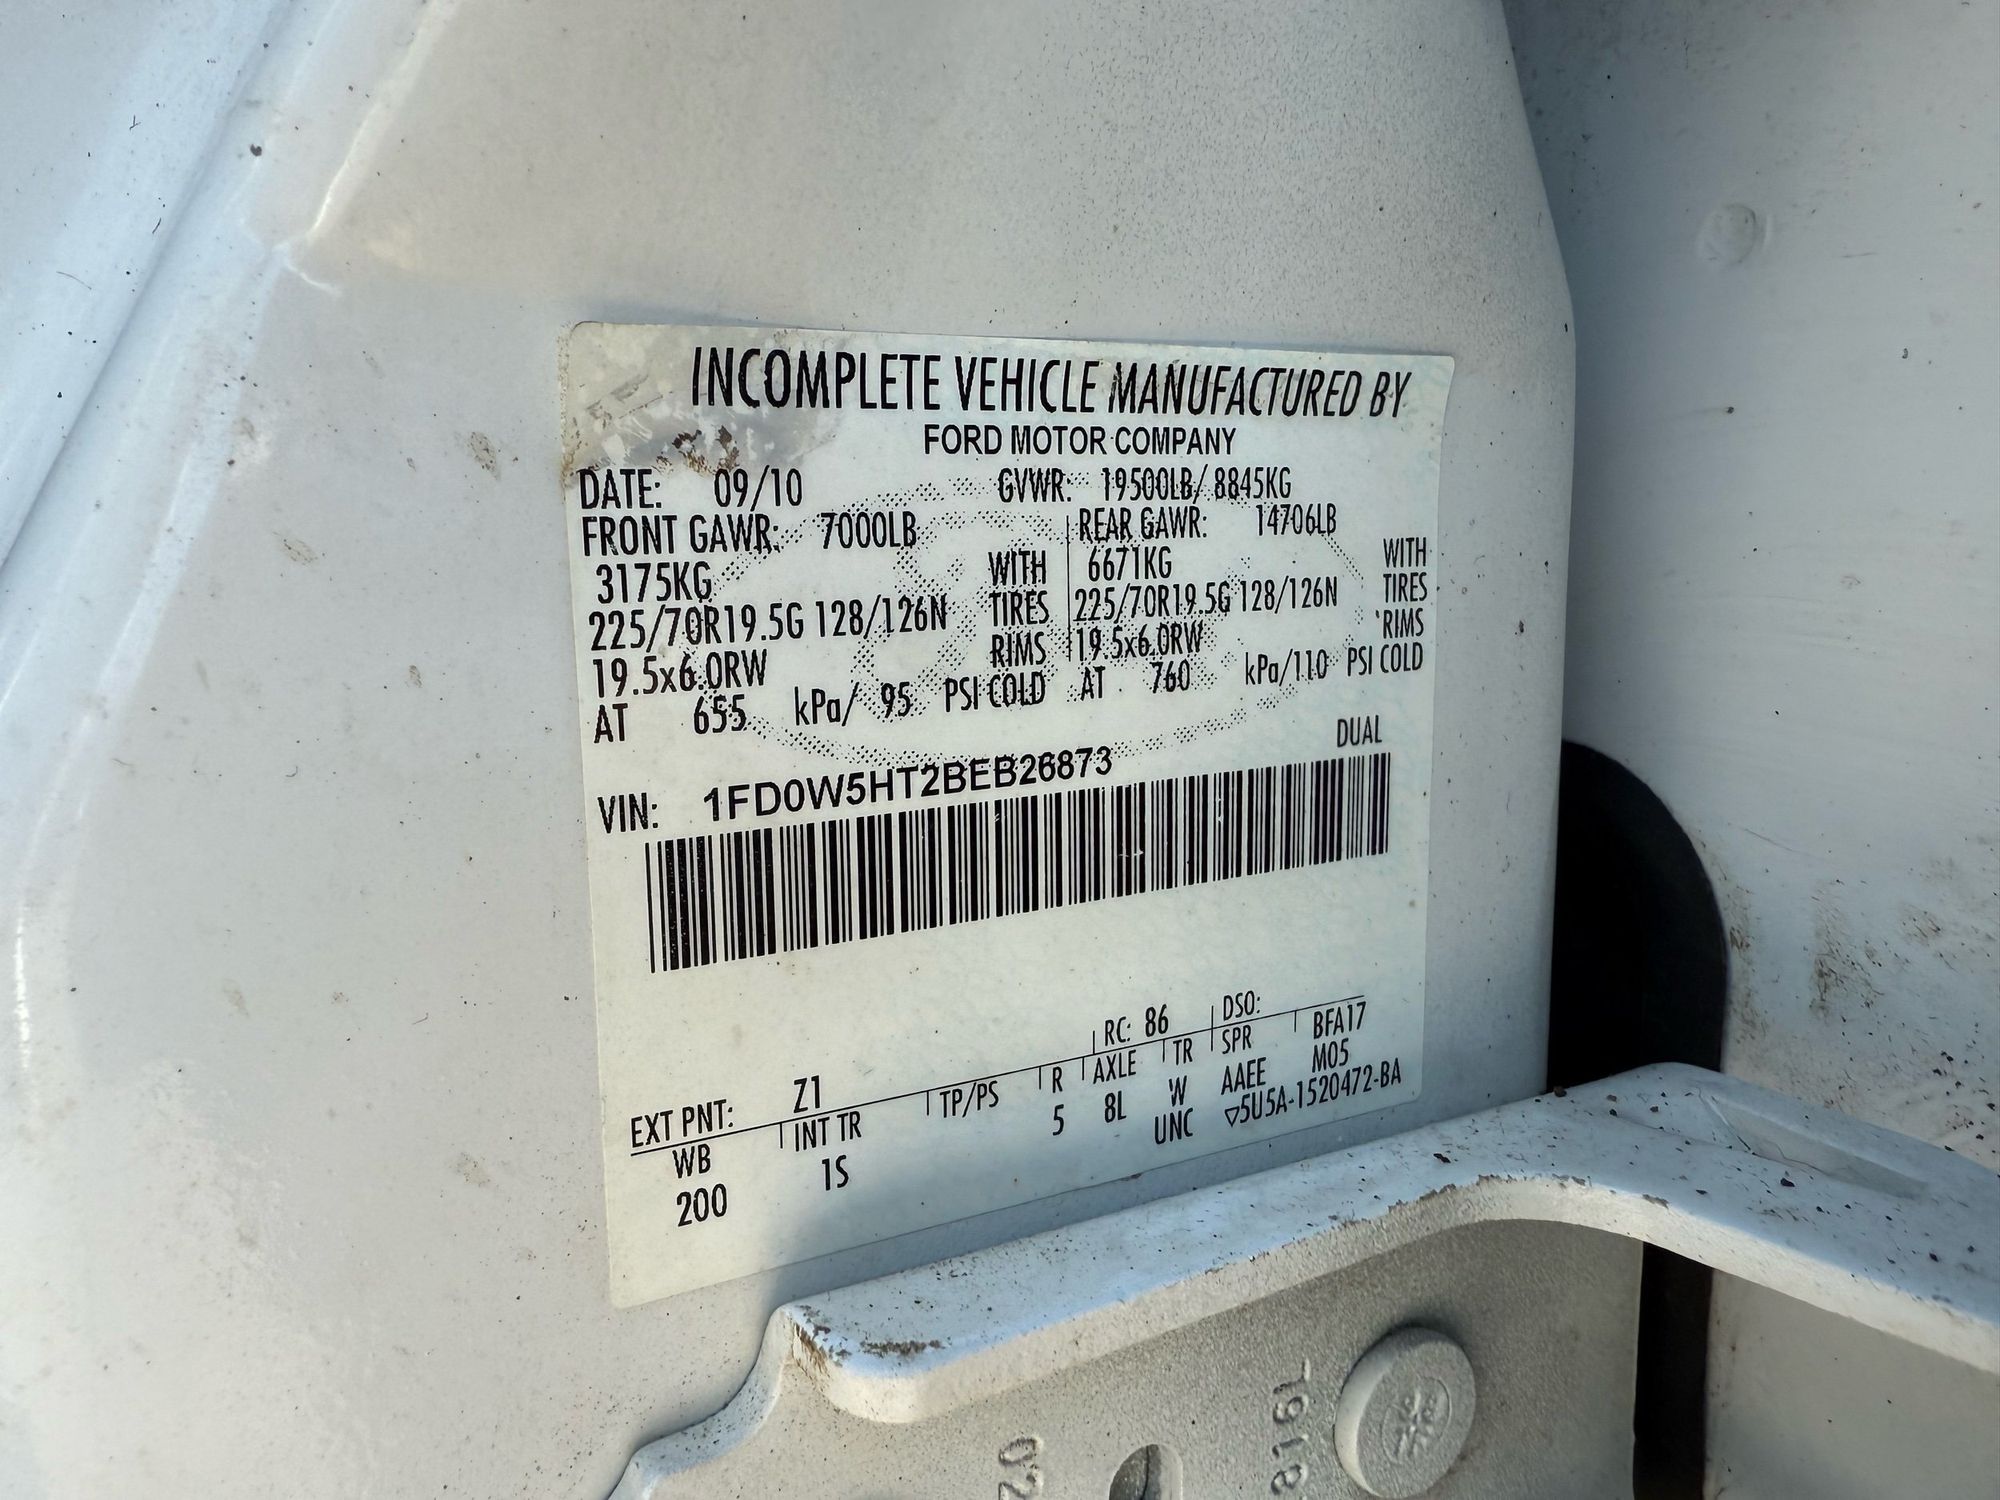 INCOMPLETE VEHICLE MANUFACTURED BY
FORD MOTOR COMPANY
DATE: 09/10 GVWR: 19500LB/ 8845KG
FRONT GAWR: 7000LB REAR GAWR: 14706LB
3175KG WITH 6671KG WITH
225/70R19.5G 128/126N TIRES 225/70R19.5G 128/126N TIRES
19.5x6.0RW RIMS 19.5x6.0RW RIMS
AT 655 kPa/ 95 PSI COLD AT 760 kPa/110 PSI COLD
DUAL
VIN: 1FD0W5HT2BEB26873
RC: 86 DSO:
EXT PNT: Z1 BFA17
WB INT TR TP/PS R AXLE TR SPR M05
200 1S 5 8L W AAEE
UNC ▽5U5A-1520472-BA